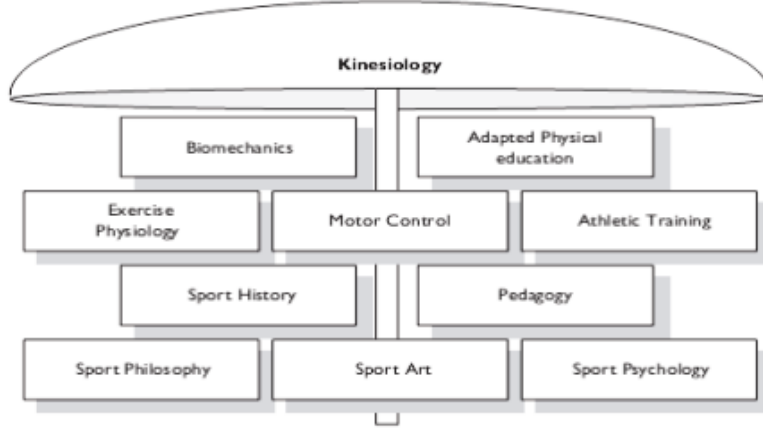 Kinesiology
Biomechanics
Adapted Physical
education
Exercise
Physiology
Motor Control
Athletic Training
Sport History
Pedagogy
Sport Philosophy
Sport Art
Sport Psychology